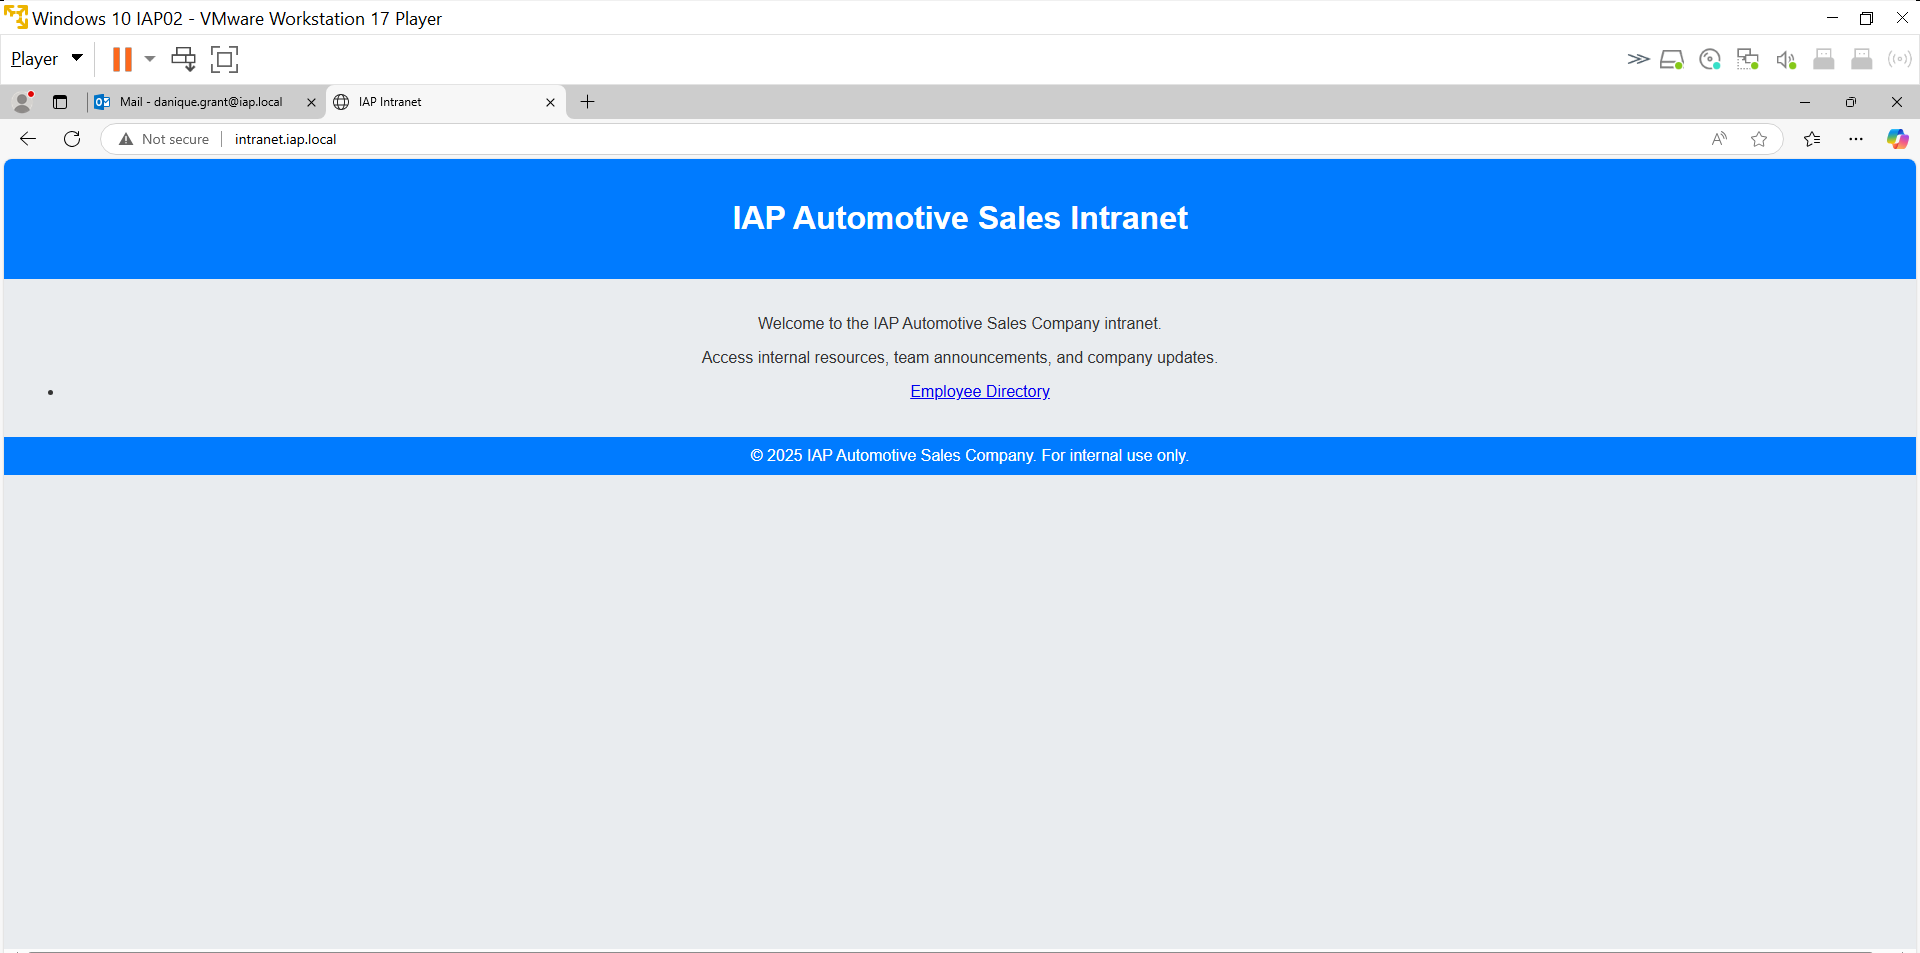 Windows 10 IAP02 - VMware Workstation 17 Player
Player
Mail - danique.grant@iap.local
IAP Intranet
Not secure
intranet.iap.local
IAP Automotive Sales Intranet
Welcome to the IAP Automotive Sales Company intranet.
Access internal resources, team announcements, and company updates.
• Employee Directory
© 2025 IAP Automotive Sales Company. For internal use only.